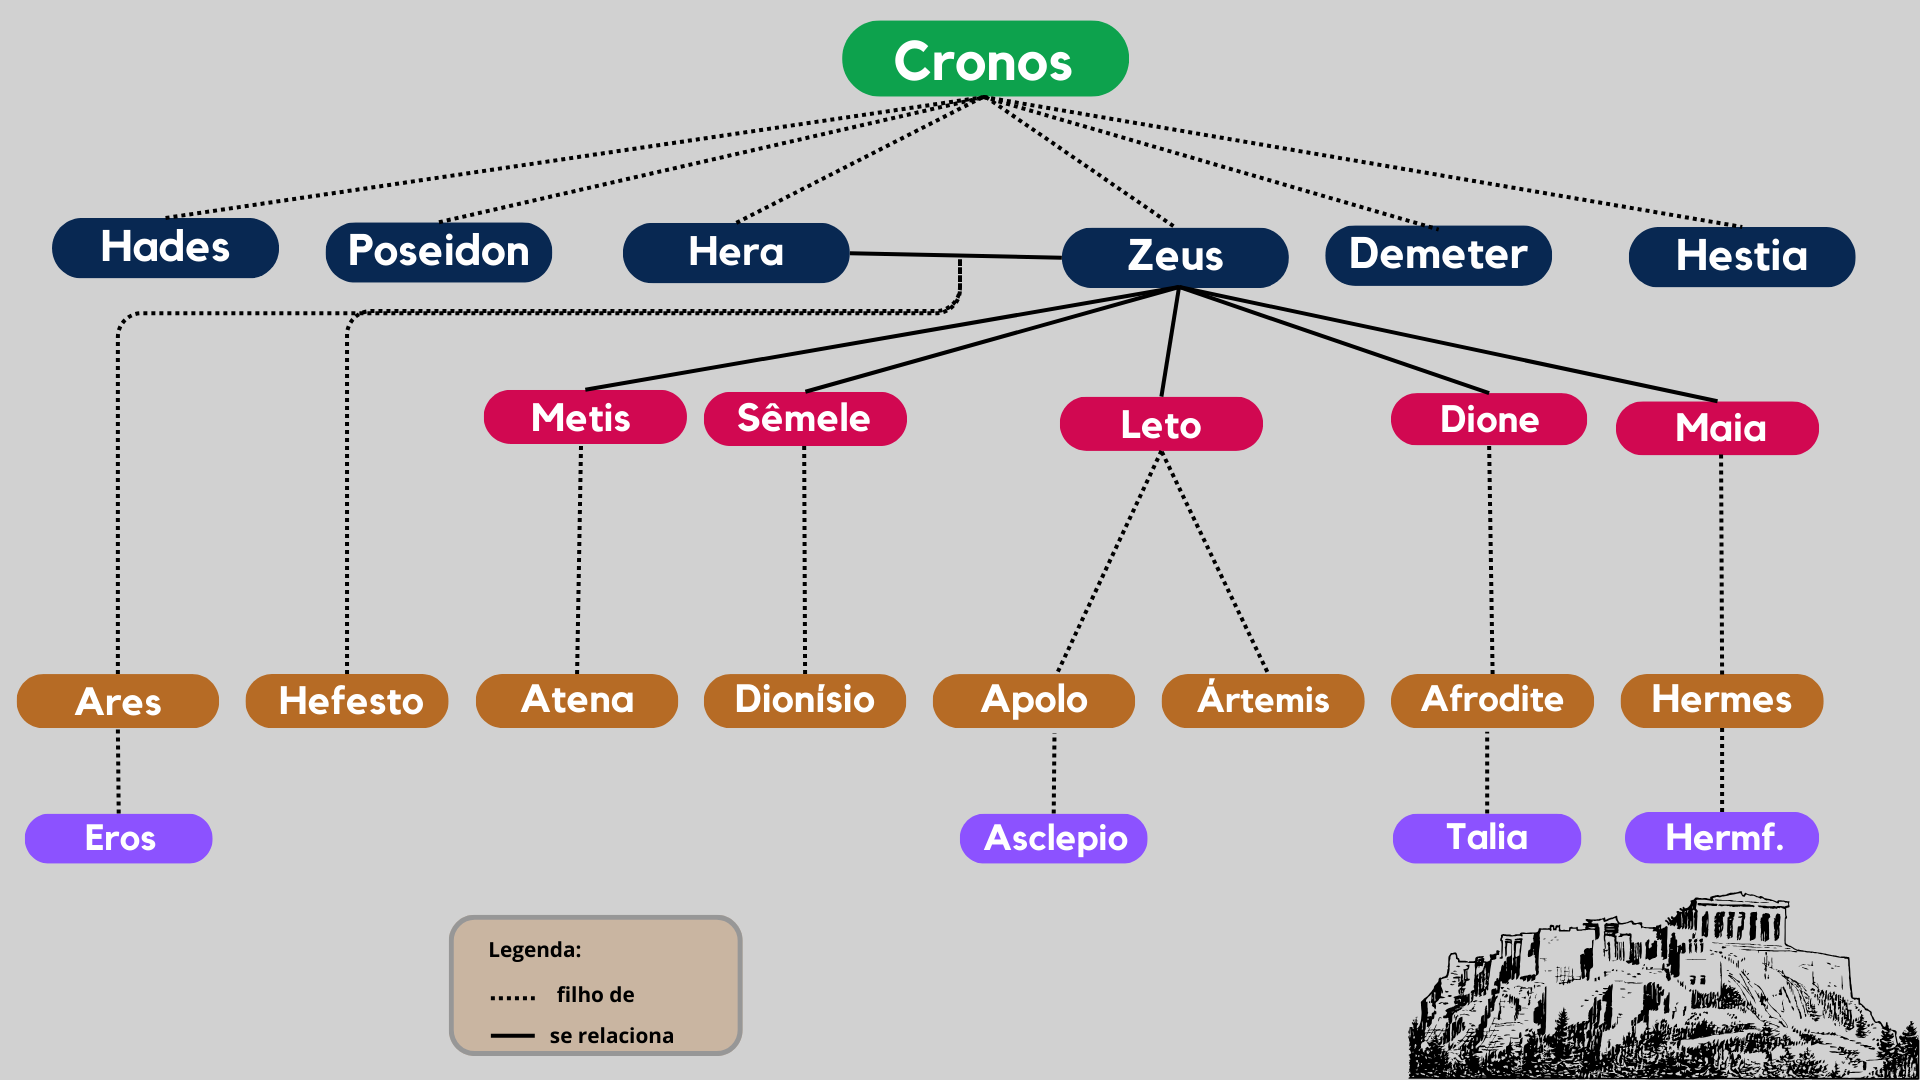 Cronos
Hades
Poseidon
Hera
Zeus
Demeter
Hestia
Metis
Sêmele
Leto
Dione
Maia
Ares
Hefesto
Atena
Dionísio
Apolo
Ártemis
Afrodite
Hermes
Eros
Asclepio
Talia
Hermf.
Legenda:
filho de
se relaciona